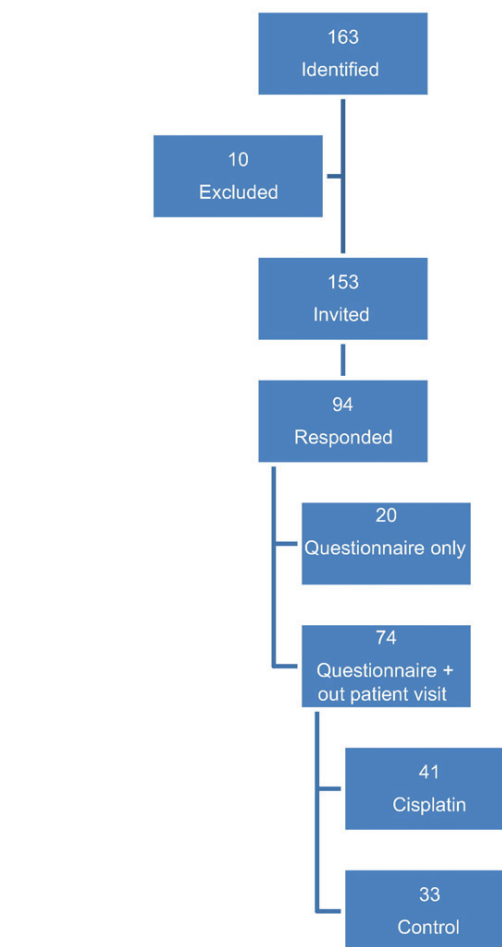 163
Identified
10
Excluded
153
Invited
94
Responded
20
Questionnaire only
74
Questionnaire +
out patient visit
41
Cisplatin
33
Control